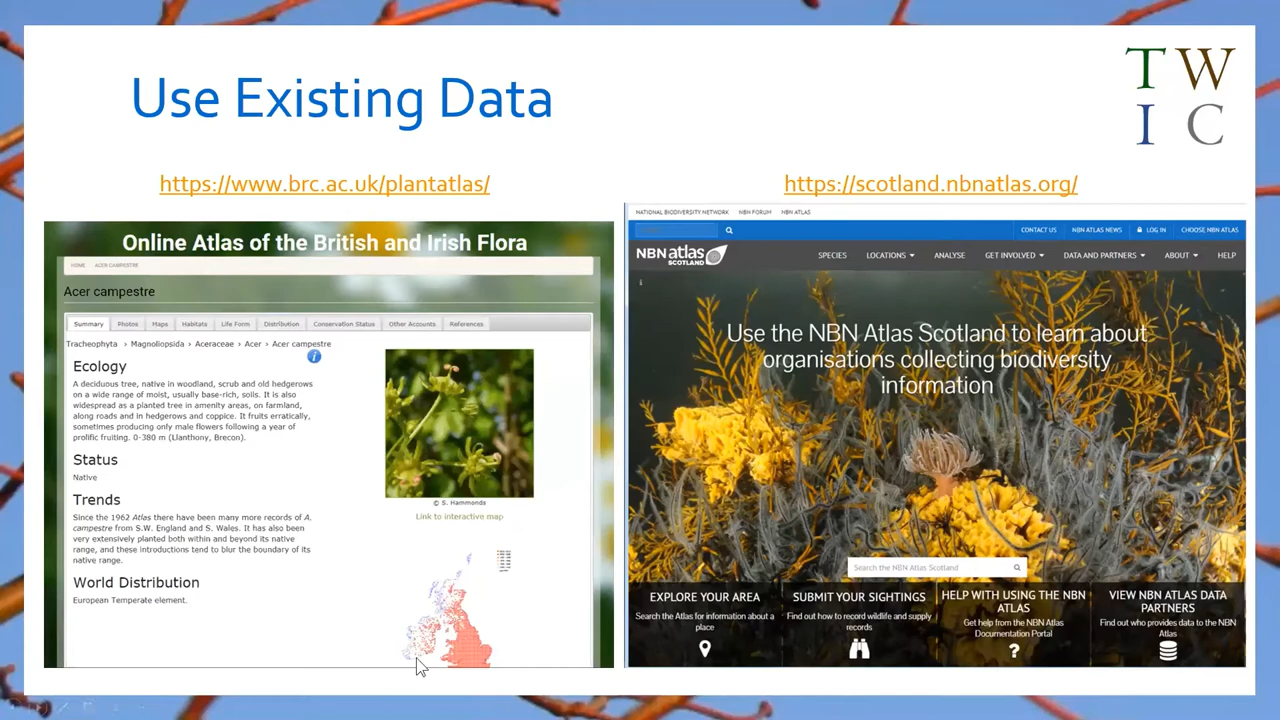 Use Existing Data
T W
I C
https://www.brc.ac.uk/plantatlas/
https://scotland.nbnatlas.org/
Online Atlas of the British and Irish Flora
HOME ACER CAMPESTRE
Acer campestre
Summary Photos Maps Habitats Life Form Distribution Conservation Status Other Accounts References
Tracheophyta > Magnoliopsida > Aceraceae > Acer > Acer campestre
Ecology
A deciduous tree, native in woodland, scrub and old hedgerows
on a wide range of moist, usually base-rich, soils. It is also
widespread as a planted tree in amenity areas, on farmland,
along roads and in hedgerows and coppice. It fruits erratically,
sometimes producing only male flowers following a year of
prolific fruiting. 0-380 m (Llanthony, Brecon).
Status
Native
Trends
Since the 1962 Atlas there have been many more records of A.
campestre from S.W. England and S. Wales. It has also been
very extensively planted both within and beyond its native
range, and these introductions tend to blur the boundary of its
native range.
World Distribution
European Temperate element.
© S. Hammonds
Link to interactive map
NATIONAL BIODIVERSITY NETWORK NBN FORUM NBN ATLAS
CONTACT US NBN ATLAS NEWS LOG IN CHOOSE NBN ATLAS
NBN atlas
SCOTLAND
SPECIES LOCATIONS ANALYSE GET INVOLVED DATA AND PARTNERS ABOUT HELP
Use the NBN Atlas Scotland to learn about
organisations collecting biodiversity
information
Search the NBN Atlas Scotland
EXPLORE YOUR AREA
Search the Atlas for information about a
place
SUBMIT YOUR SIGHTINGS
Find out how to record wildlife and supply
records
HELP WITH USING THE NBN
ATLAS
Get help from the NBN Atlas
Documentation Portal
?
VIEW NBN ATLAS DATA
PARTNERS
Find out who provides data to the NBN
Atlas